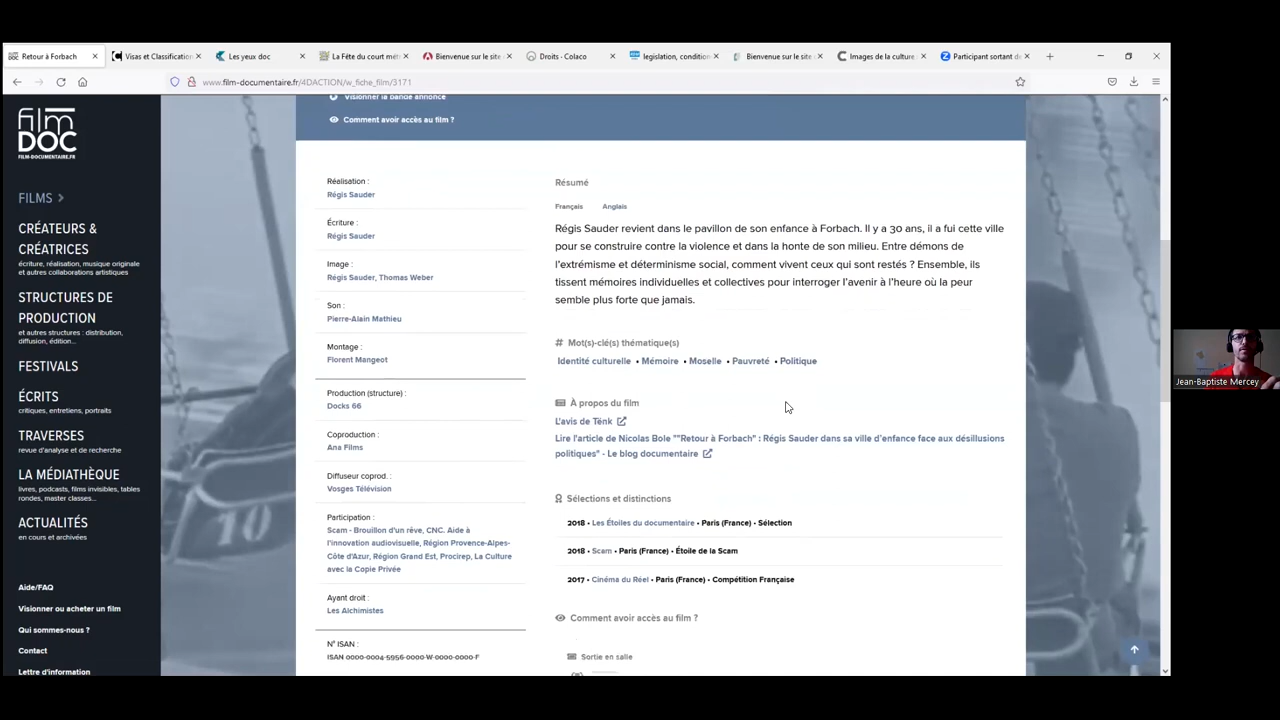 Retour à Forbach
Visas et Classification
Les yeux doc
La Fête du court mét
Bienvenue sur le site
Droits - Colaco
legislation, condition
Bienvenue sur le site
Images de la culture
Participant sortant de
www.film-documentaire.fr/4DACTION/w_fiche_film/3171
film
DOC
FILM-DOCUMENTAIRE.FR
FILMS
CRÉATEURS &
CRÉATRICES
écriture, réalisation, musique originale
et autres collaborations artistiques
STRUCTURES DE
PRODUCTION
et autres structures : distribution,
diffusion, édition...
FESTIVALS
ÉCRITS
critiques, entretiens, portraits
TRAVERSES
revue d'analyse et de recherche
LA MÉDIATHÈQUE
livres, podcasts, films invisibles, tables
rondes, master classes...
ACTUALITÉS
en cours et archivées
Aide/FAQ
Visionner ou acheter un film
Qui sommes-nous ?
Contact
Lettre d'information
Visionner la bande annonce
Comment avoir accès au film ?
Réalisation :
Régis Sauder
Écriture :
Régis Sauder
Image :
Régis Sauder, Thomas Weber
Son :
Pierre-Alain Mathieu
Montage :
Florent Mangeot
Production (structure) :
Docks 66
Coproduction :
Ana Films
Diffuseur coprod. :
Vosges Télévision
Participation :
Scam - Brouillon d'un rêve, CNC. Aide à
l'innovation audiovisuelle, Région Provence-Alpes-
Côte d'Azur, Région Grand Est, Procirep, La Culture
avec la Copie Privée
Ayant droit :
Les Alchimistes
N° ISAN :
ISAN 0000-0004-5956-0000-W-0000-0000-F
Résumé
Français Anglais
Régis Sauder revient dans le pavillon de son enfance à Forbach. Il y a 30 ans, il a fui cette ville
pour se construire contre la violence et dans la honte de son milieu. Entre démons de
l'extrémisme et déterminisme social, comment vivent ceux qui sont restés ? Ensemble, ils
tissent mémoires individuelles et collectives pour interroger l'avenir à l'heure où la peur
semble plus forte que jamais.
# Mot(s)-clé(s) thématique(s)
Identité culturelle • Mémoire • Moselle • Pauvreté • Politique
À propos du film
L'avis de Tënk
Lire l'article de Nicolas Bole ""Retour à Forbach" : Régis Sauder dans sa ville d'enfance face aux désillusions
politiques" - Le blog documentaire
Sélections et distinctions
2018 • Les Étoiles du documentaire • Paris (France) • Sélection
2018 • Scam • Paris (France) • Étoile de la Scam
2017 • Cinéma du Réel • Paris (France) • Compétition Française
Comment avoir accès au film ?
Sortie en salle
10
Jean-Baptiste Mercey